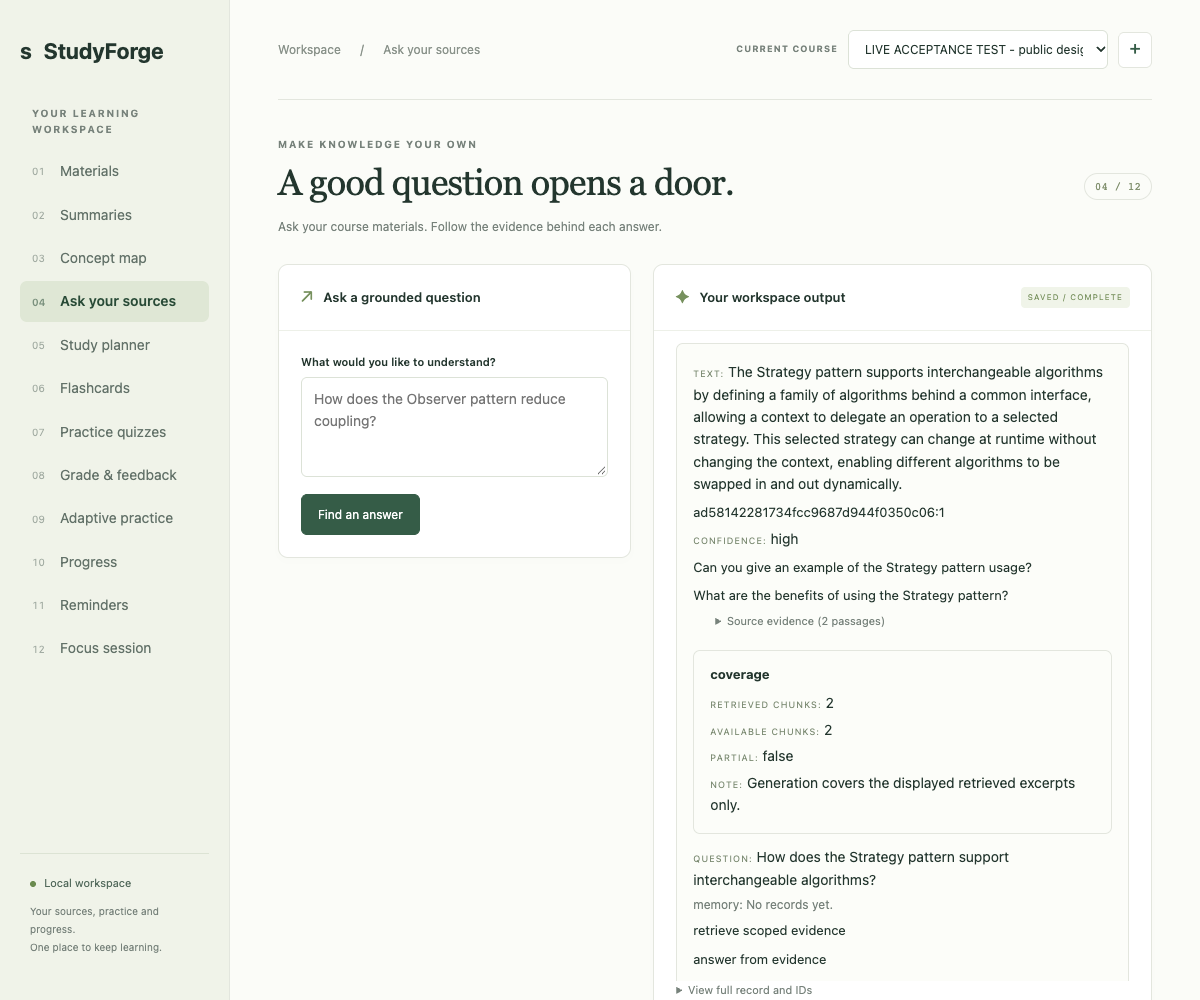 s StudyForge
YOUR LEARNING
WORKSPACE
01 Materials
02 Summaries
03 Concept map
04 Ask your sources
05 Study planner
06 Flashcards
07 Practice quizzes
08 Grade & feedback
09 Adaptive practice
10 Progress
11 Reminders
12 Focus session
Local workspace
Your sources, practice and
progress.
One place to keep learning.
Workspace / Ask your sources
CURRENT COURSE
LIVE ACCEPTANCE TEST - public desig
+
MAKE KNOWLEDGE YOUR OWN
A good question opens a door.
04 / 12
Ask your course materials. Follow the evidence behind each answer.
Ask a grounded question
What would you like to understand?
How does the Observer pattern reduce
coupling?
Find an answer
Your workspace output
SAVED / COMPLETE
TEXT: The Strategy pattern supports interchangeable algorithms
by defining a family of algorithms behind a common interface,
allowing a context to delegate an operation to a selected
strategy. This selected strategy can change at runtime without
changing the context, enabling different algorithms to be
swapped in and out dynamically.
ad58142281734fcc9687d944f0350c06:1
CONFIDENCE: high
Can you give an example of the Strategy pattern usage?
What are the benefits of using the Strategy pattern?
Source evidence (2 passages)
coverage
RETRIEVED CHUNKS: 2
AVAILABLE CHUNKS: 2
PARTIAL: false
NOTE: Generation covers the displayed retrieved excerpts
only.
QUESTION: How does the Strategy pattern support
interchangeable algorithms?
memory: No records yet.
retrieve scoped evidence
answer from evidence
View full record and IDs